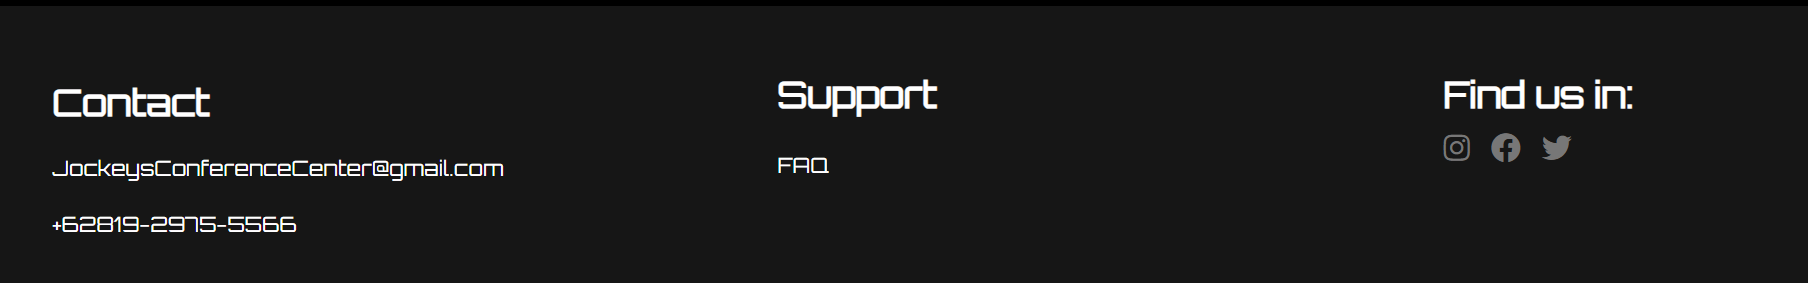 Contact
JockeysConferenceCenter@gmail.com
+62819-2975-5566
Support
FAQ
Find us in: